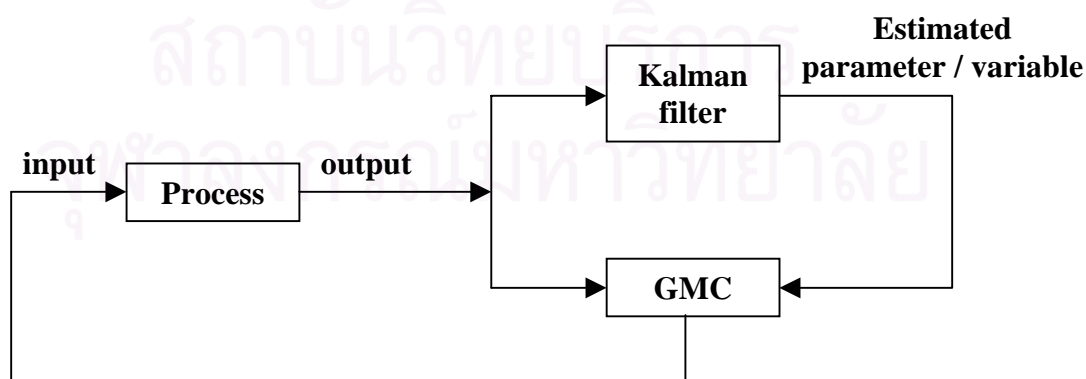 สถาบันวิทยบริการ
จุฬาลงกรณ์มหาวิทยาลัย
Estimated
parameter / variable
Kalman
filter
input
Process
output
GMC